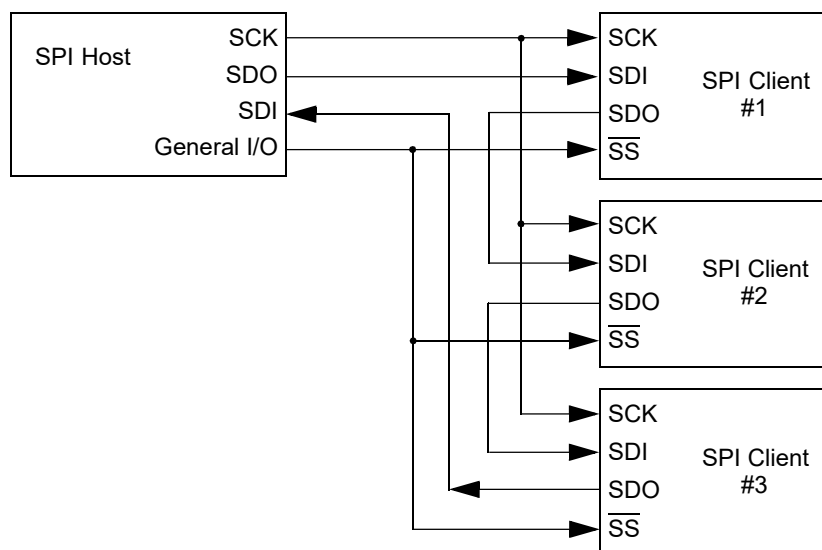 SPI Host
SCK
SDO
SDI
General I/O
SCK
SDI
SDO
SS
SPI Client
#1
SCK
SDI
SDO
SS
SPI Client
#2
SCK
SDI
SDO
SS
SPI Client
#3